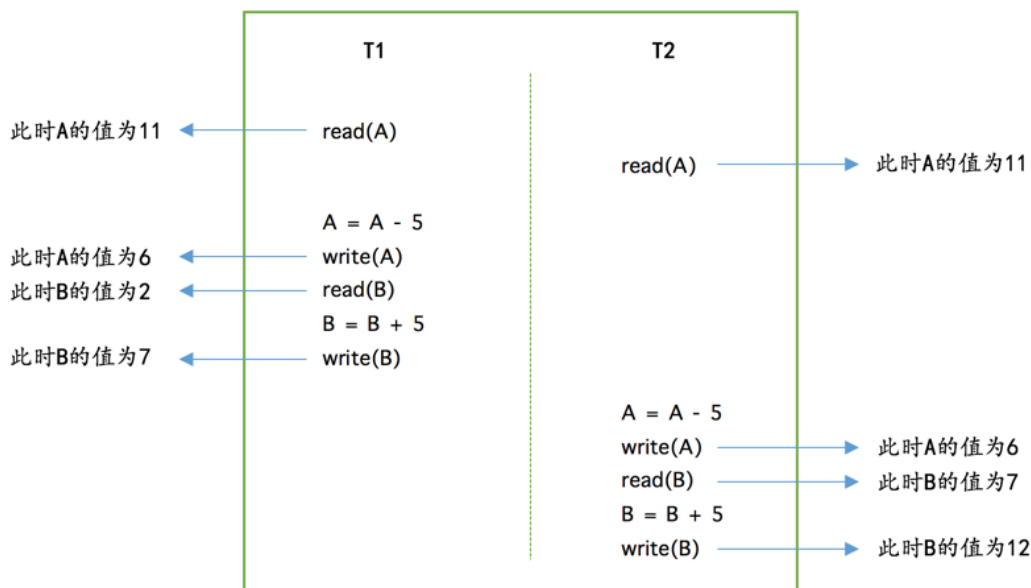 T1 T2
此时A的值为11 read(A)
read(A) 此时A的值为11
A = A - 5
此时A的值为6 write(A)
此时B的值为2 read(B)
B = B + 5
此时B的值为7 write(B)
A = A - 5
write(A) 此时A的值为6
read(B) 此时B的值为7
B = B + 5
write(B) 此时B的值为12